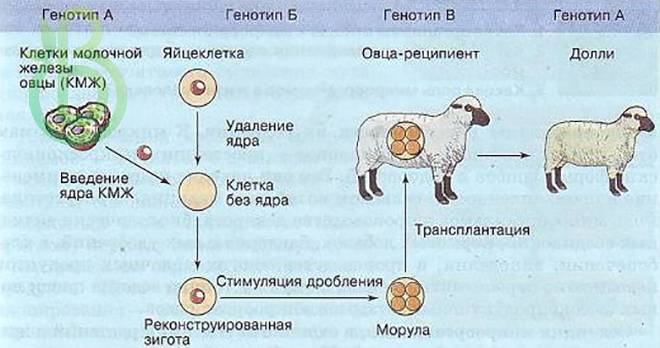 Генотип А
Генотип Б
Генотип В
Генотип А
Клетки молочной
железы
овцы (КМЖ)
Яйцеклетка
Овца-реципиент
Долли
Удаление
ядра
Введение
ядра КМЖ
Клетка
без ядра
Трансплантация
Стимуляция дробления
Реконструированная
зигота
Морула